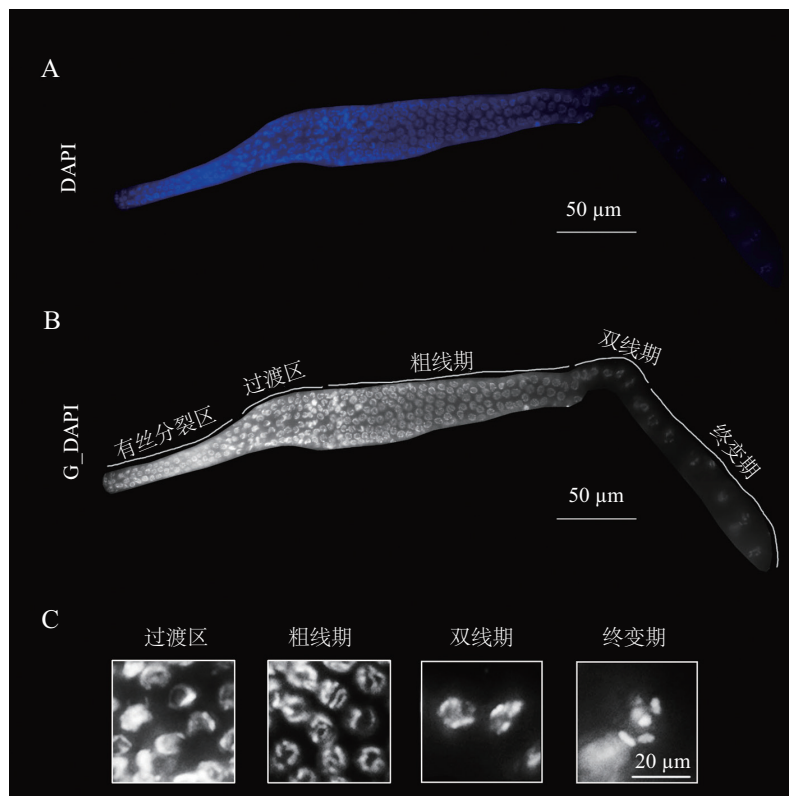 A
DAPI
50 µm
B
有丝分裂区
过渡区
粗线期
双线期
终变期
G_DAPI
50 µm
C
过渡区
粗线期
双线期
终变期
20 µm